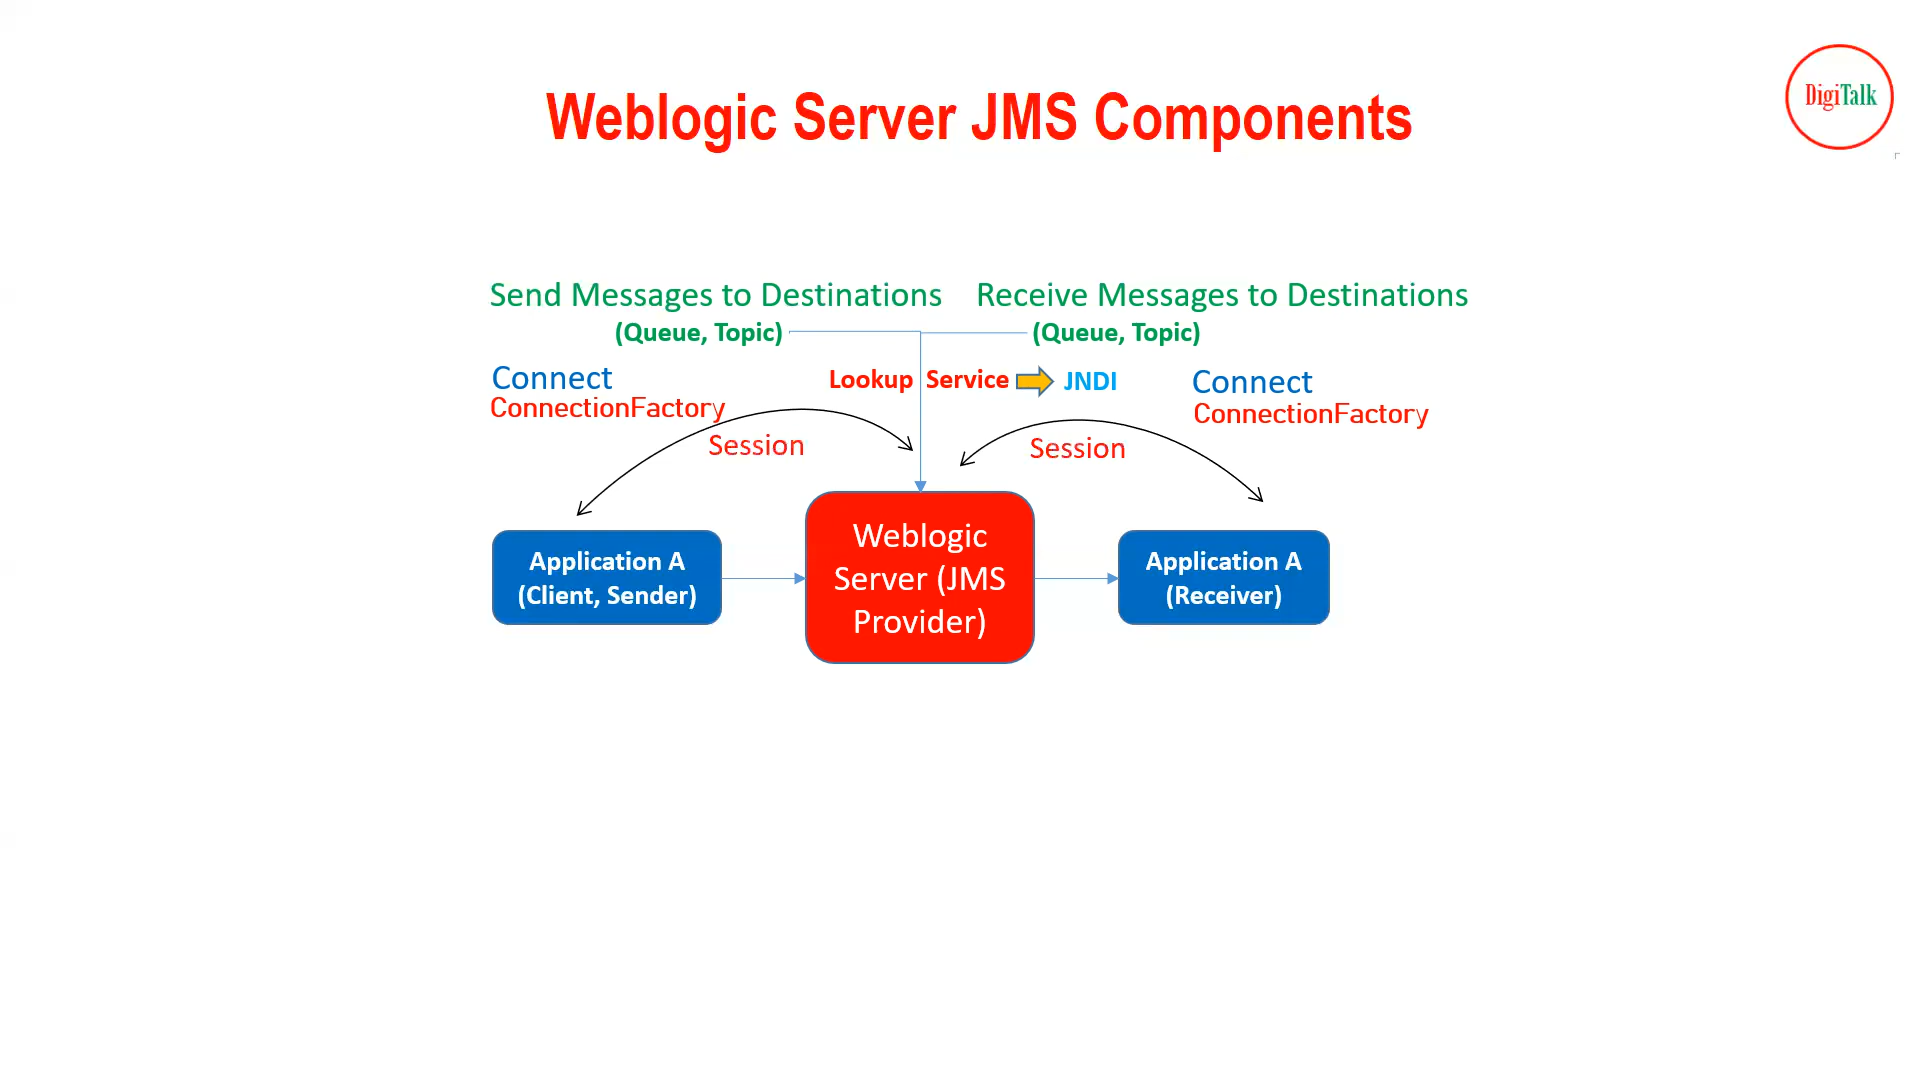 Weblogic Server JMS Components
DigiTalk
Send Messages to Destinations
(Queue, Topic)
Receive Messages to Destinations
(Queue, Topic)
Lookup Service
JNDI
Connect
ConnectionFactory
Session
Connect
ConnectionFactory
Session
Application A
(Client, Sender)
Weblogic
Server (JMS
Provider)
Application A
(Receiver)